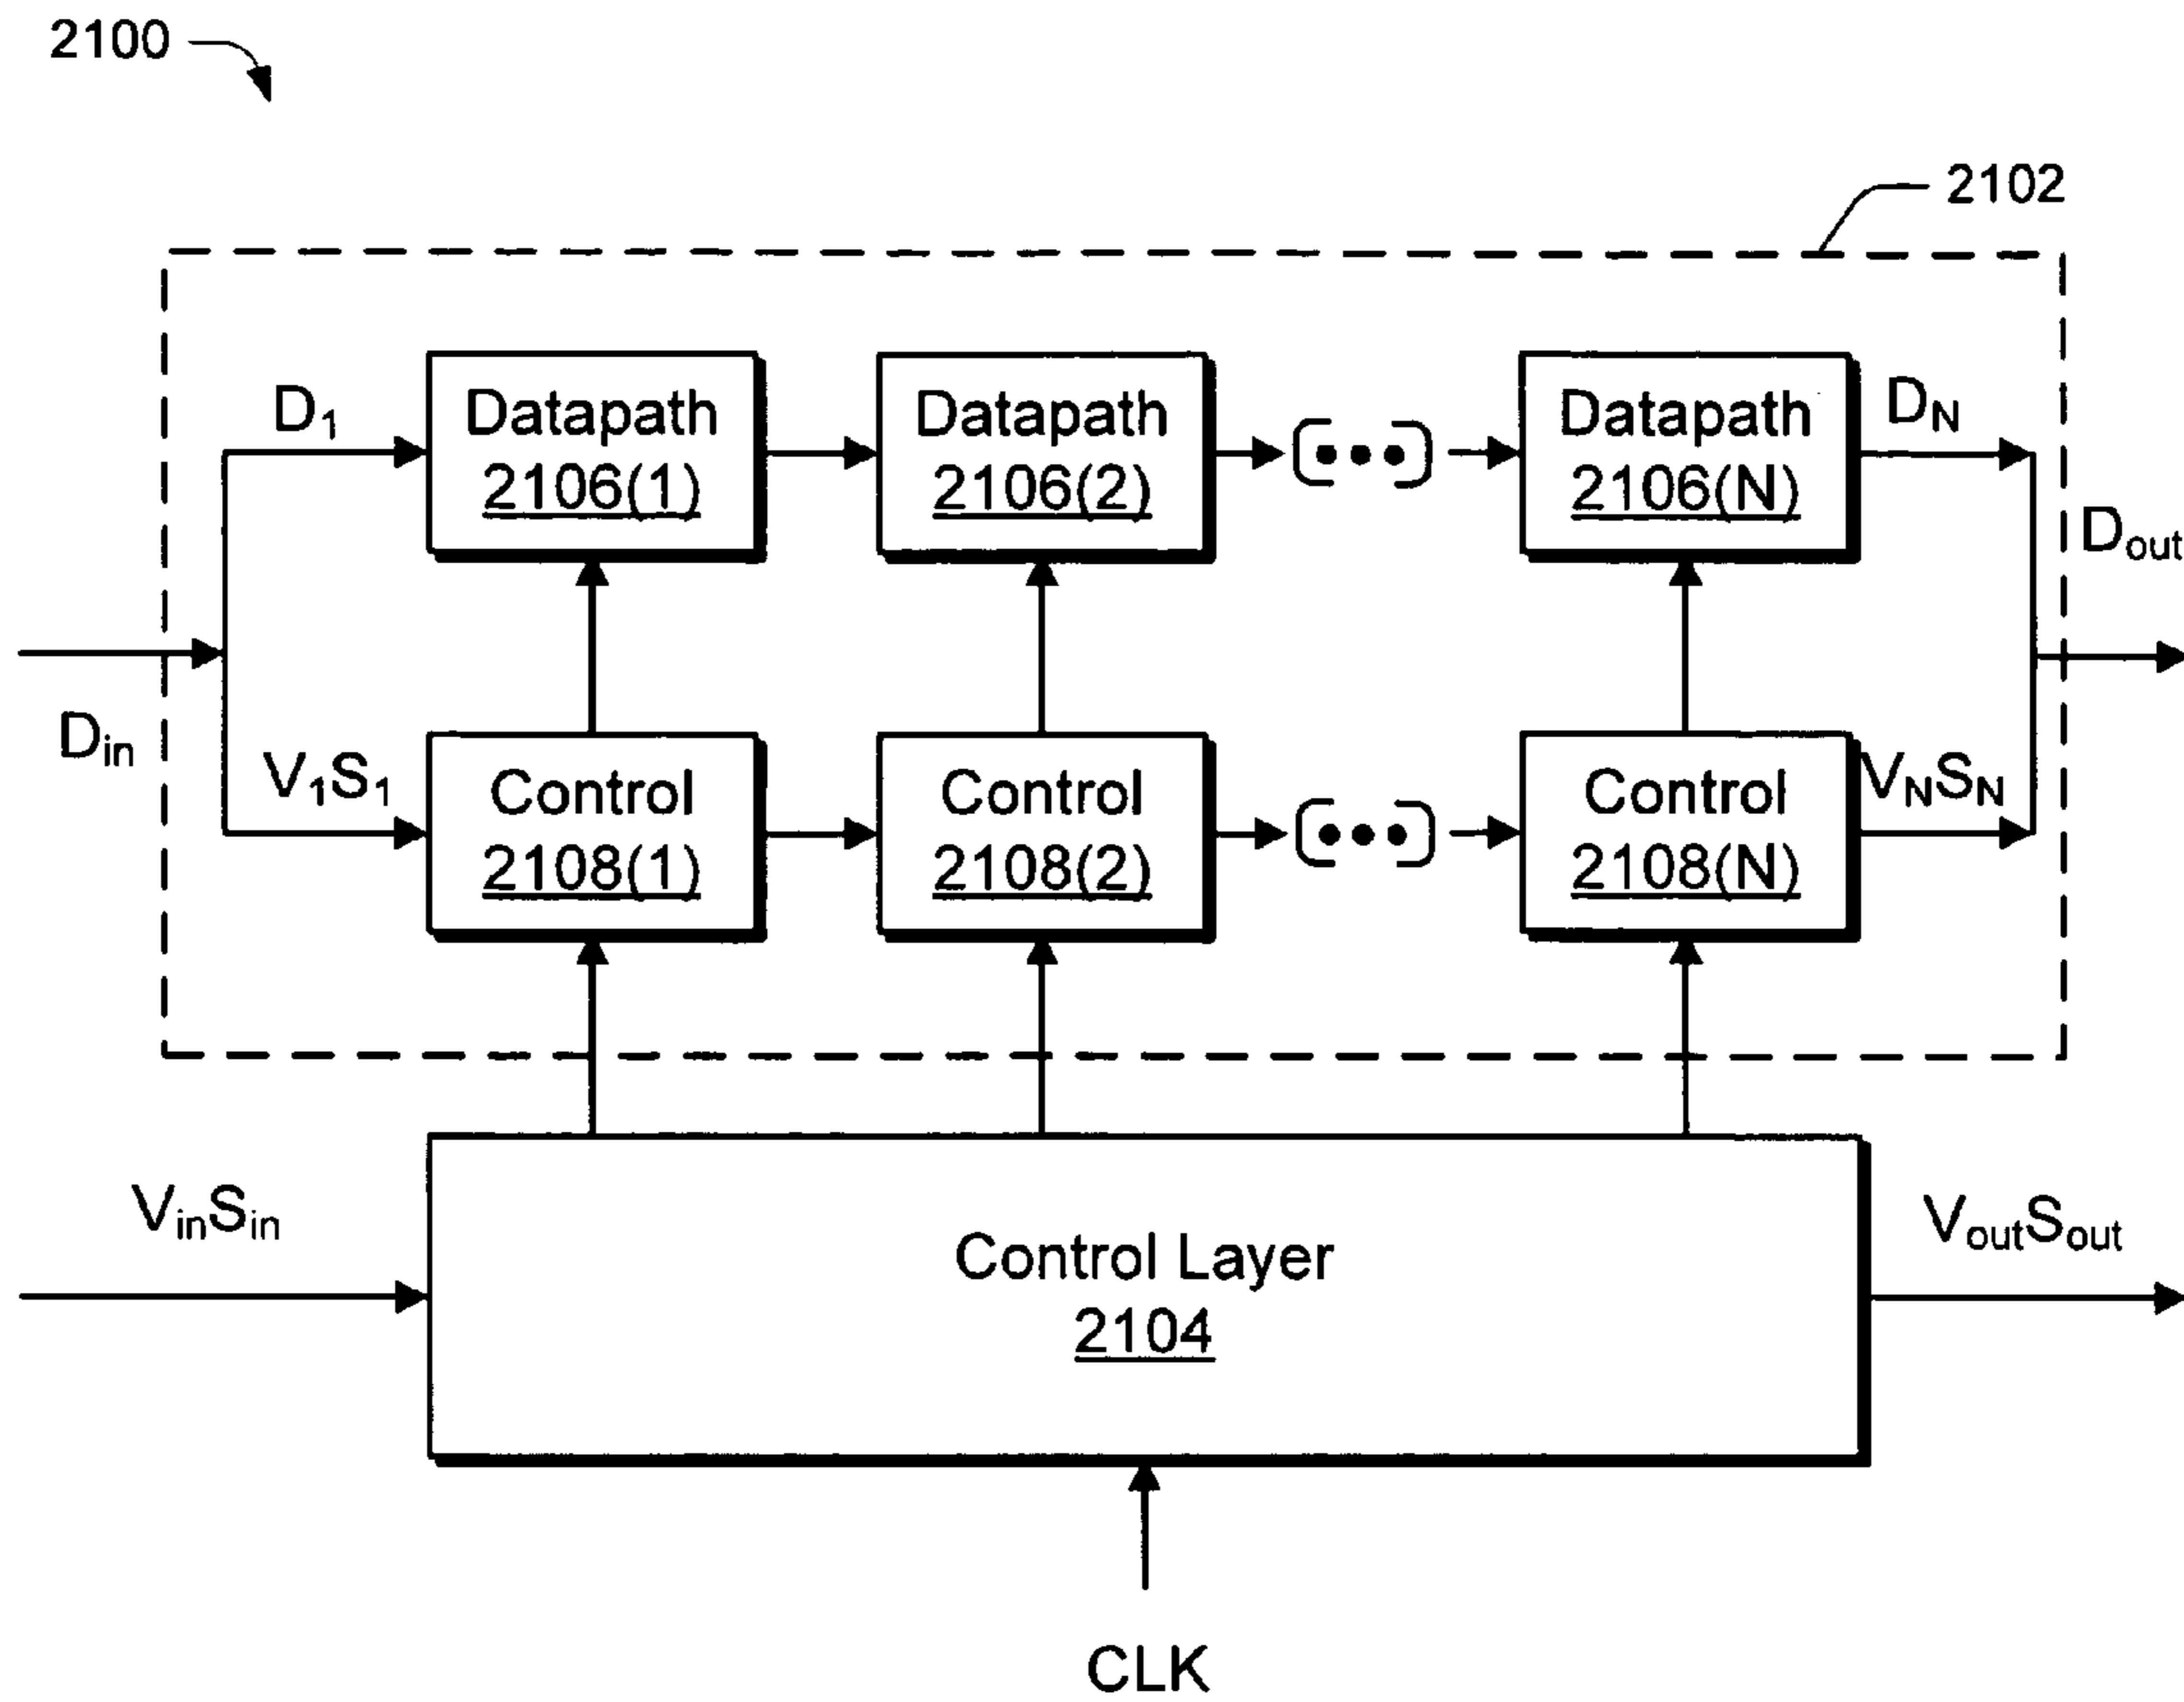 2100
2102
D1
Datapath
2106(1)
Datapath
2106(2)
Datapath
2106(N)
DN
Dout
Din
V1S1
Control
2108(1)
Control
2108(2)
Control
2108(N)
VNSN
VinSin
Control Layer
2104
VoutSout
CLK